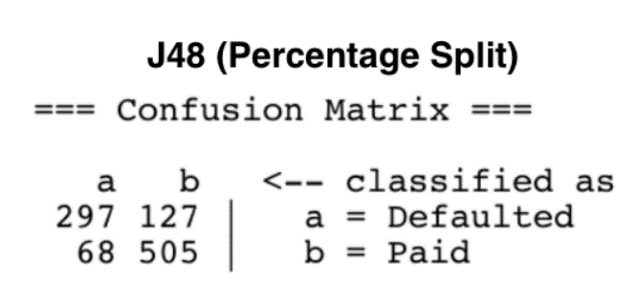 J48 (Percentage Split)
=== Confusion Matrix ===
a b <-- classified as
297 127 | a = Defaulted
68 505 | b = Paid